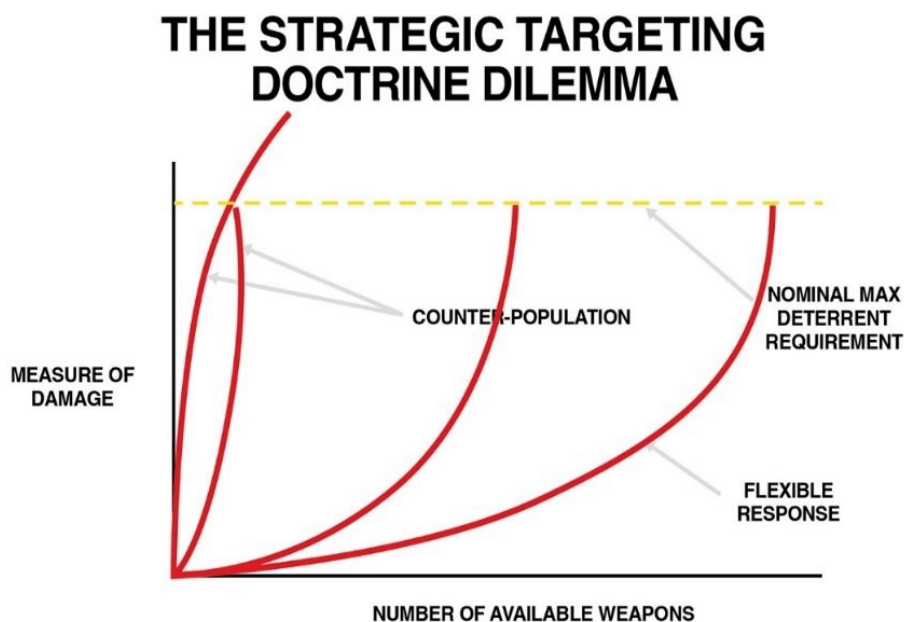 THE STRATEGIC TARGETING
DOCTRINE DILEMMA
COUNTER-POPULATION
NOMINAL MAX
DETERRENT
REQUIREMENT
MEASURE OF
DAMAGE
FLEXIBLE
RESPONSE
NUMBER OF AVAILABLE WEAPONS